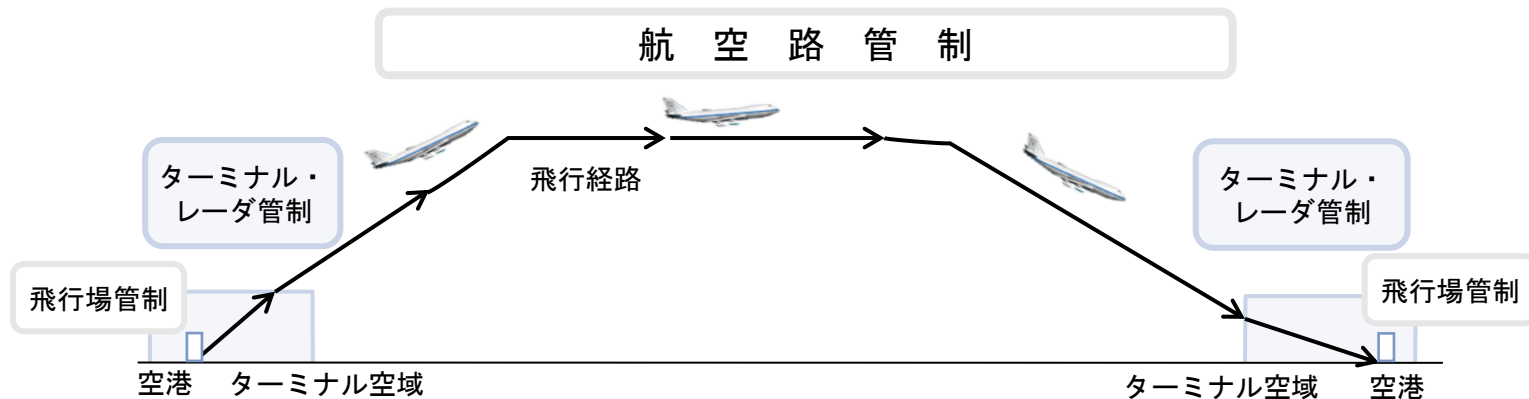 航空路管制
ターミナル・
レーダ管制
飛行経路
ターミナル・
レーダ管制
飛行場管制
飛行場管制
空港
ターミナル空域
ターミナル空域
空港